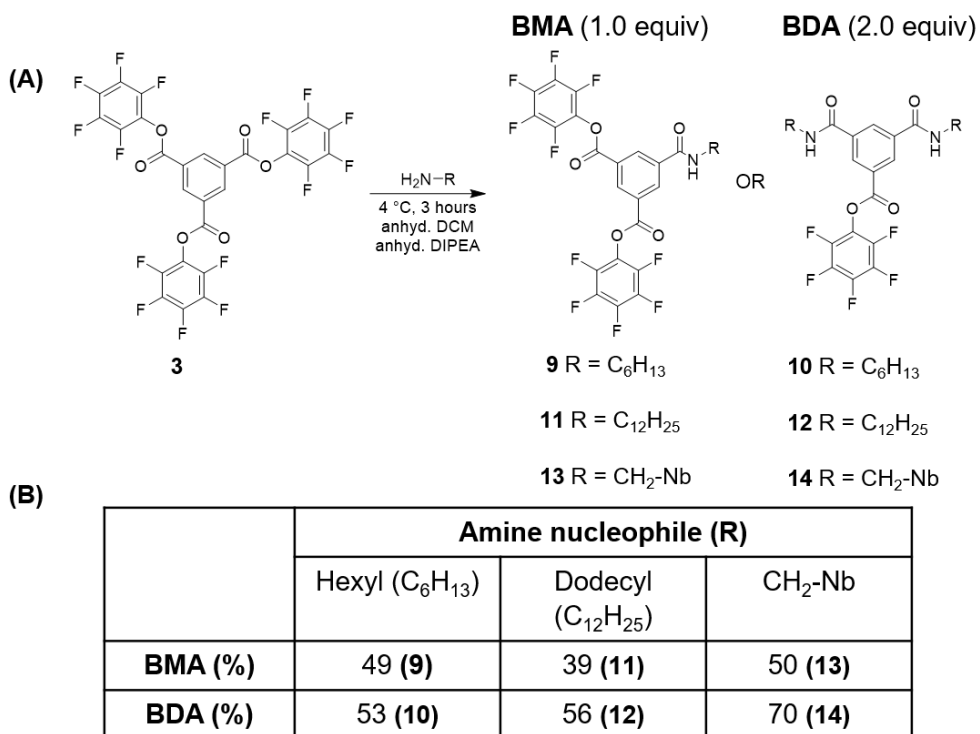 BMA (1.0 equiv) BDA (2.0 equiv)
(A)
F F F F F O O O O F F F F F O O F F F F F
3
H₂N–R
4 °C, 3 hours
anhyd. DCM
anhyd. DIPEA
F F F F F O O O N H R O O F F F F F
OR
R N H O O N H R O O F F F F F
9 R = C₆H₁₃ 10 R = C₆H₁₃
11 R = C₁₂H₂₅ 12 R = C₁₂H₂₅
13 R = CH₂-Nb 14 R = CH₂-Nb
(B)
Amine nucleophile (R)
Hexyl (C₆H₁₃) Dodecyl (C₁₂H₂₅) CH₂-Nb
BMA (%) 49 (9) 39 (11) 50 (13)
BDA (%) 53 (10) 56 (12) 70 (14)